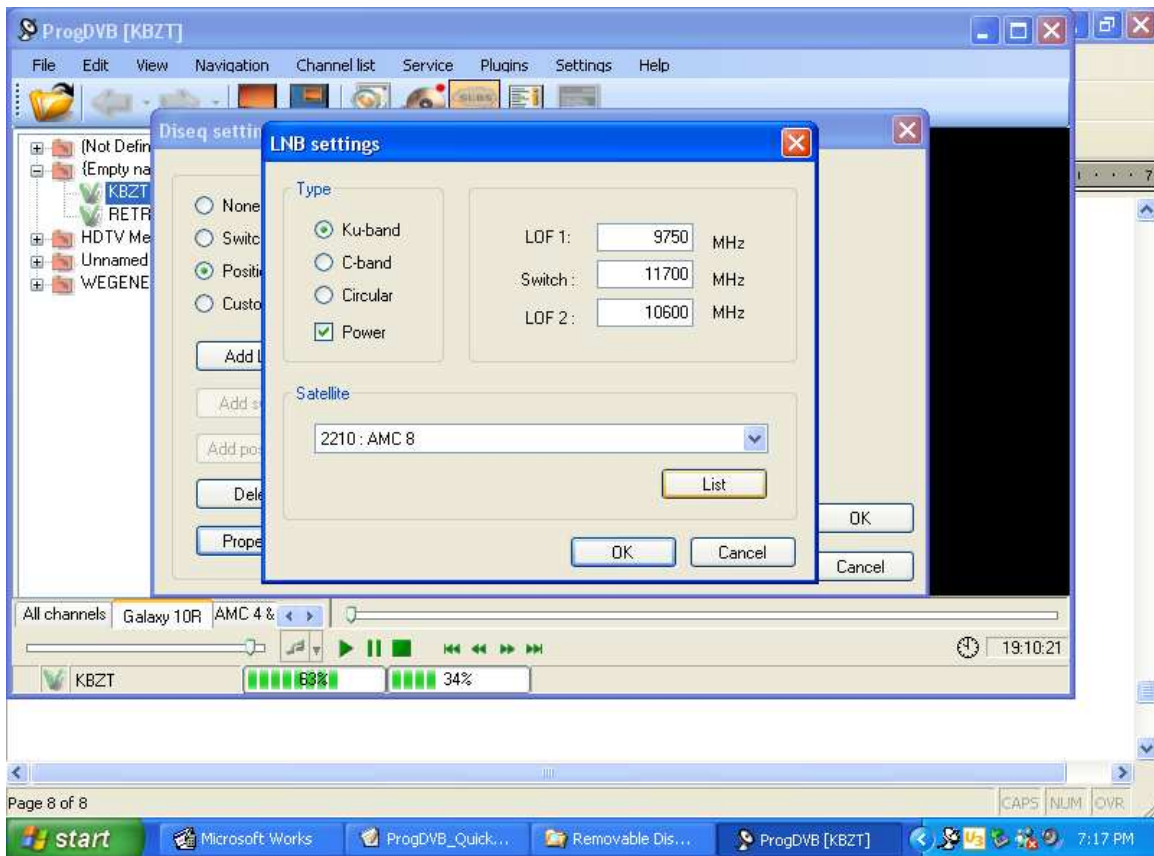 ProgDVB [KBZT]
File Edit View Navigation Channel list Service Plugins Settings Help
(Not Defin
(Empty na
KBZT
RETR
HDTV Me
Unnamed
WEGENE
Diseq settin
None
Switc
Positi
Custo
Add L
Add s
Add pos
Dele
Prope
OK
Cancel
LNB settings
Type
Ku-band
C-band
Circular
Power
LOF 1: 9750 MHz
Switch : 11700 MHz
LOF 2 : 10600 MHz
Satellite
2210 : AMC 8
List
OK Cancel
All channels Galaxy 10R AMC 4 &
19:10:21
KBZT 63% 34%
7
Page 8 of 8 CAPS NUM OVR
start Microsoft Works ProgDVB_Quick... Removable Dis... ProgDVB [KBZT] U3 7:17 PM